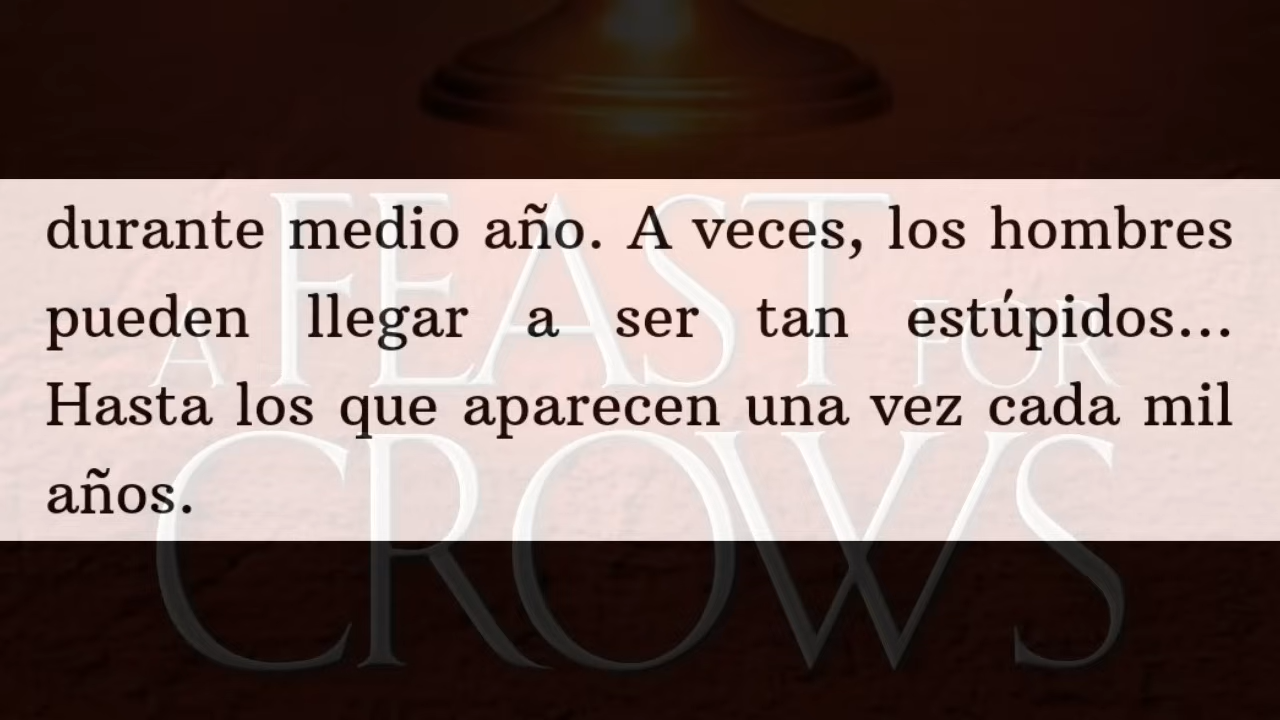 durante medio año. A veces, los hombres
pueden llegar a ser tan estúpidos...
Hasta los que aparecen una vez cada mil
años.
A FEAST FOR
CROWS